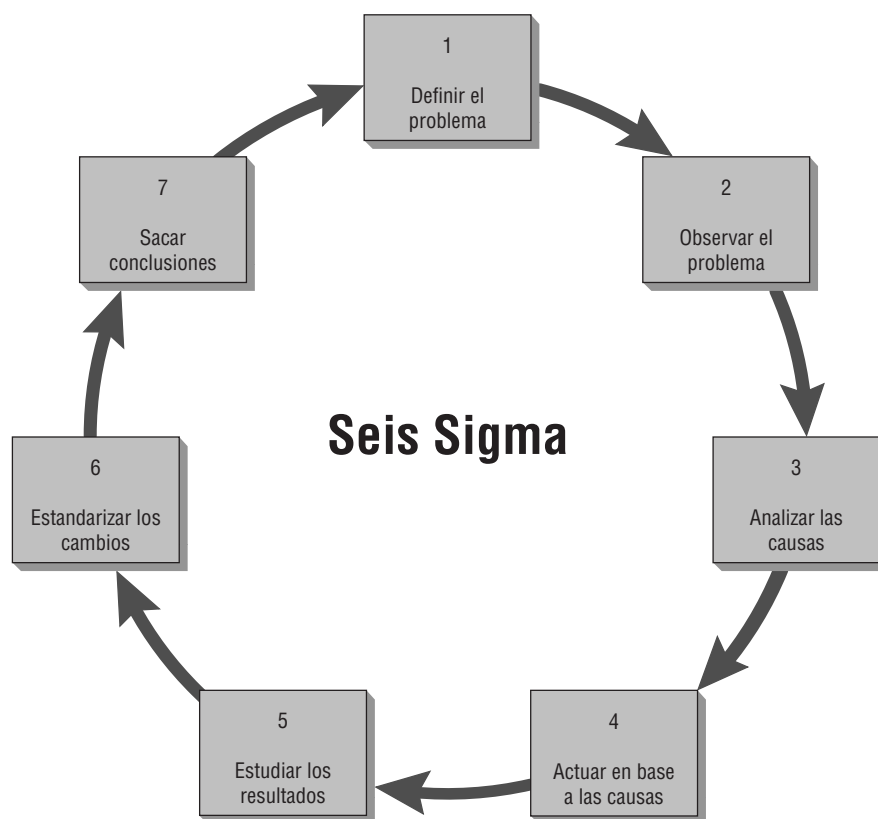 1
Definir el
problema
2
Observar el
problema
3
Analizar las
causas
4
Actuar en base
a las causas
5
Estudiar los
resultados
6
Estandarizar los
cambios
7
Sacar
conclusiones
Seis Sigma